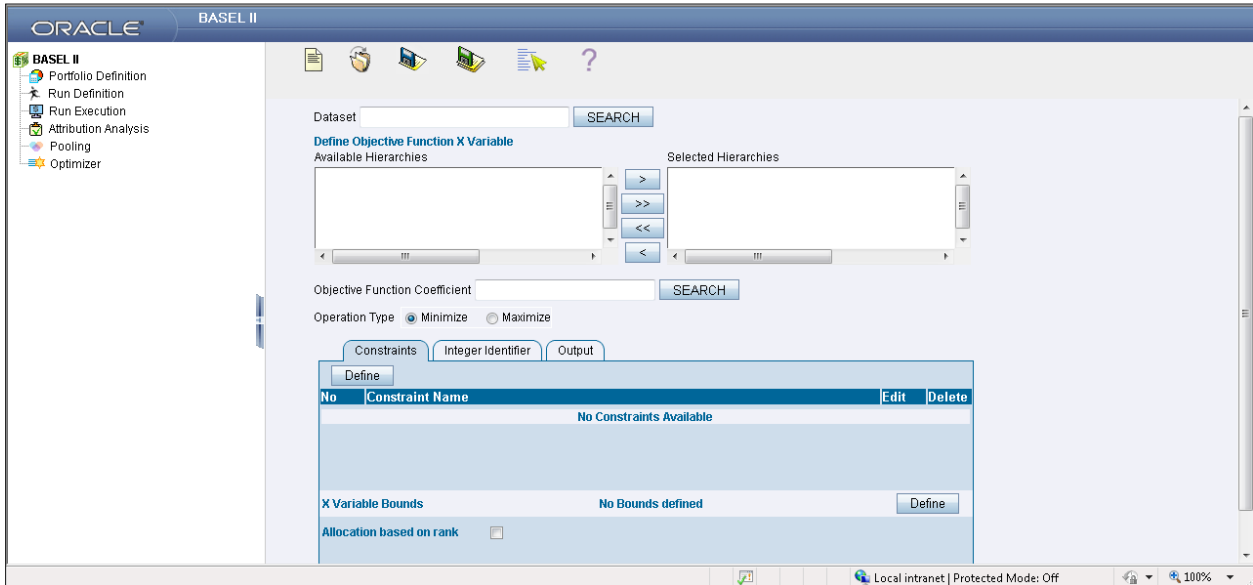 ORACLE
BASEL II
BASEL II
Portfolio Definition
Run Definition
Run Execution
Attribution Analysis
Pooling
Optimizer
?
Dataset SEARCH
Define Objective Function X Variable
Available Hierarchies Selected Hierarchies
>
>>
<<
<
Objective Function Coefficient SEARCH
Operation Type Minimize Maximize
Constraints Integer Identifier Output
Define
No Constraint Name Edit Delete
No Constraints Available
X Variable Bounds No Bounds defined Define
Allocation based on rank
Local intranet | Protected Mode: Off 100%